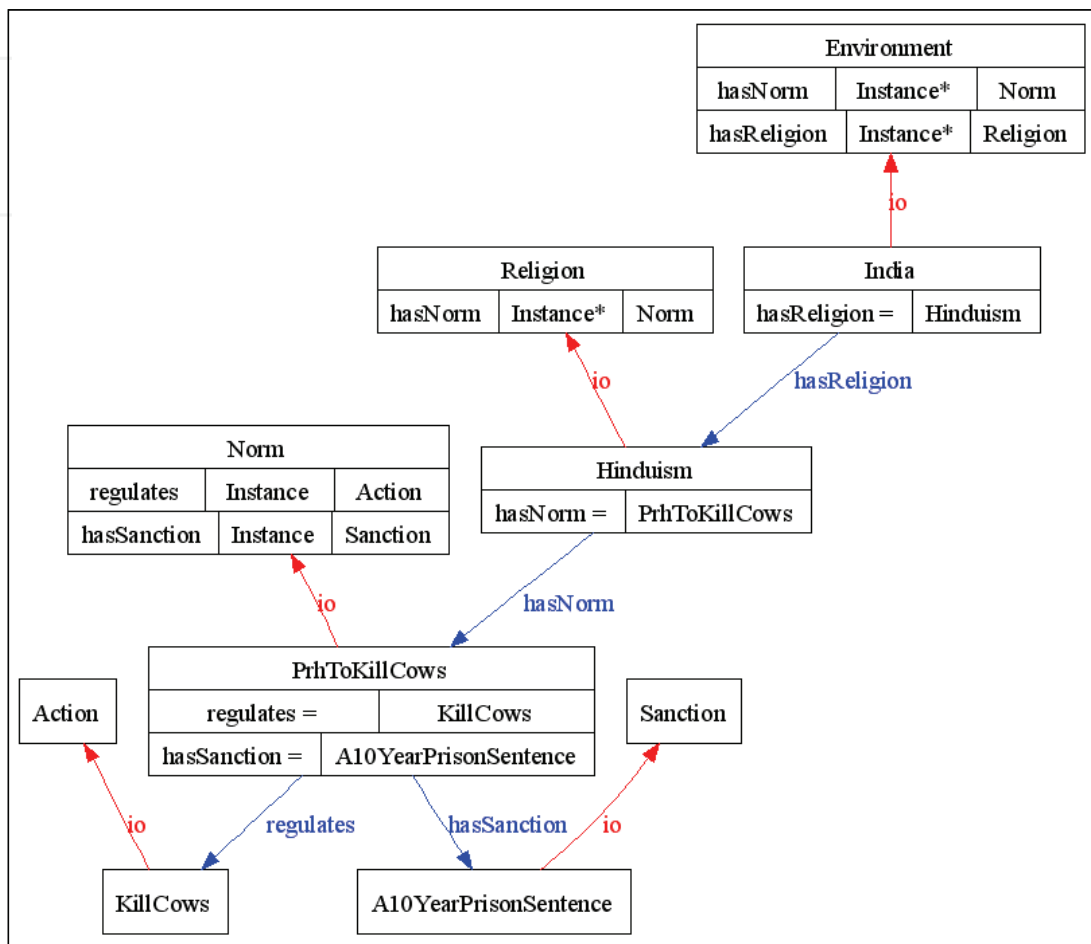 Environment
hasNorm Instance* Norm
hasReligion Instance* Religion
io
Religion
hasNorm Instance* Norm
India
hasReligion = Hinduism
io
hasReligion
Norm
regulates Instance Action
hasSanction Instance Sanction
Hinduism
hasNorm = PrhToKillCows
io
hasNorm
PrhToKillCows
regulates = KillCows
hasSanction = A10YearPrisonSentence
Action
Sanction
io
regulates
hasSanction
io
KillCows
A10YearPrisonSentence